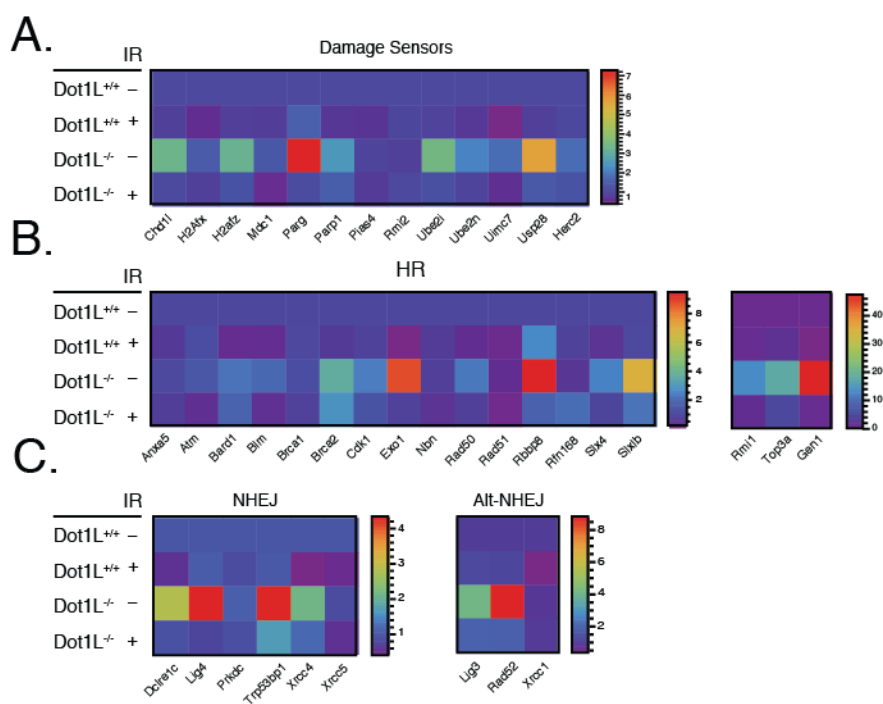 A.
IR
Damage Sensors
Dot1L+/+ −
Dot1L+/+ +
Dot1L-/- −
Dot1L-/- +
7
6
5
4
3
2
1
Chd1l H2Afx H2afz Mdc1 Parg Parp1 Pias4 Rmi2 Ube2i Ube2n Uimc7 Usp28 Herc2
B.
IR
HR
Dot1L+/+ −
Dot1L+/+ +
Dot1L-/- −
Dot1L-/- +
8
6
4
2
40
30
20
10
0
Anxa5 Atm Bard1 Blm Brca1 Brca2 Cdk1 Exo1 Nbn Rad50 Rad51 Rbbp8 Rfn168 Slx4 Slxlb
Rmi1 Top3a Gen1
C.
IR
NHEJ
Alt-NHEJ
Dot1L+/+ −
Dot1L+/+ +
Dot1L-/- −
Dot1L-/- +
4
3
2
1
8
6
4
2
Dclre1c Lig4 Prkdc Trp53bp1 Xrcc4 Xrcc5
Lig3 Rad52 Xrcc1